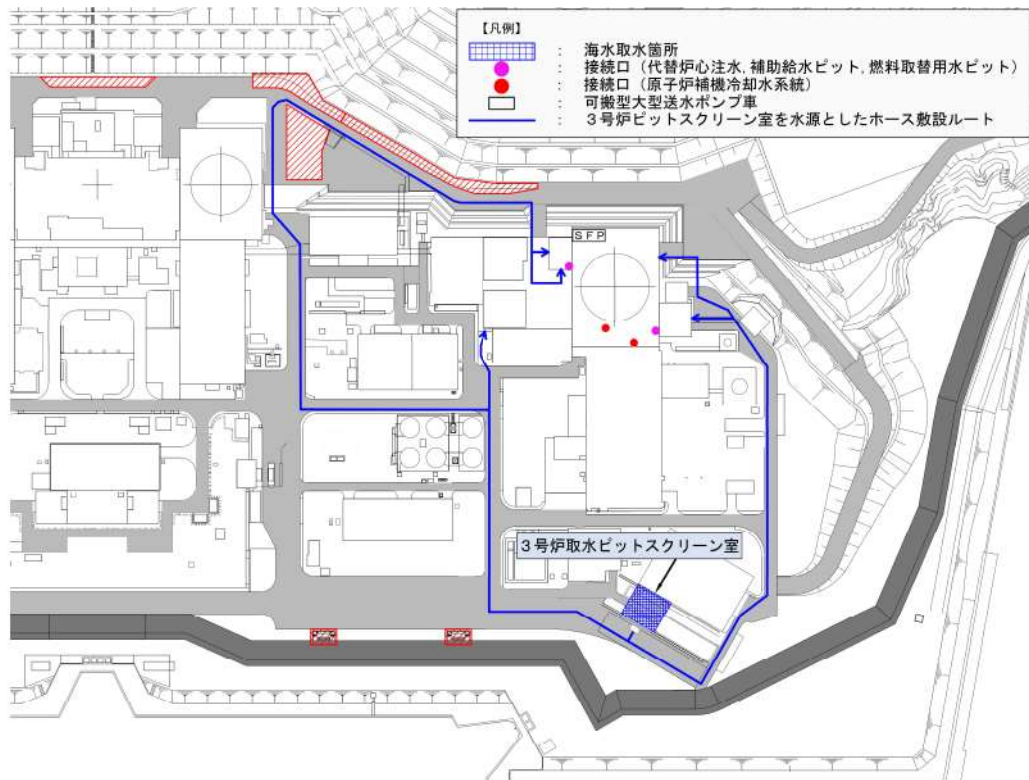 【凡例】
： 海水取水箇所
： 接続口（代替炉心注水，補助給水ピット，燃料取替用水ピット）
： 接続口（原子炉補機冷却水系統）
： 可搬型大型送水ポンプ車
： ３号炉ピットスクリーン室を水源としたホース敷設ルート
ＳＦＰ
３号炉取水ピットスクリーン室